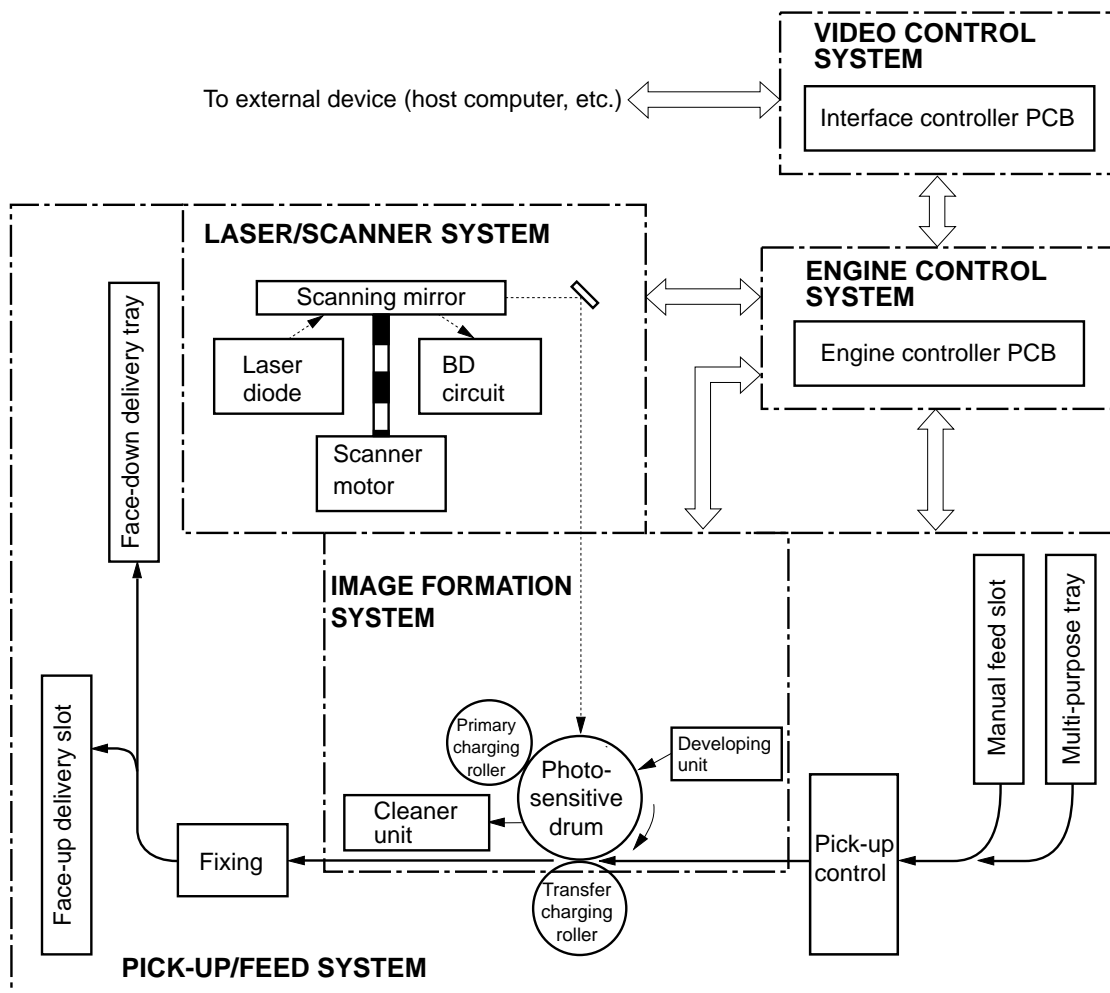 VIDEO CONTROL
SYSTEM
To external device (host computer, etc.)
Interface controller PCB
LASER/SCANNER SYSTEM
ENGINE CONTROL
SYSTEM
Scanning mirror
Engine controller PCB
Laser
diode
BD
circuit
Scanner
motor
Face-down delivery tray
IMAGE FORMATION
SYSTEM
Manual feed slot
Multi-purpose tray
Face-up delivery slot
Primary
charging
roller
Developing
unit
Photo-
sensitive
drum
Cleaner
unit
Fixing
Pick-up
control
Transfer
charging
roller
PICK-UP/FEED SYSTEM